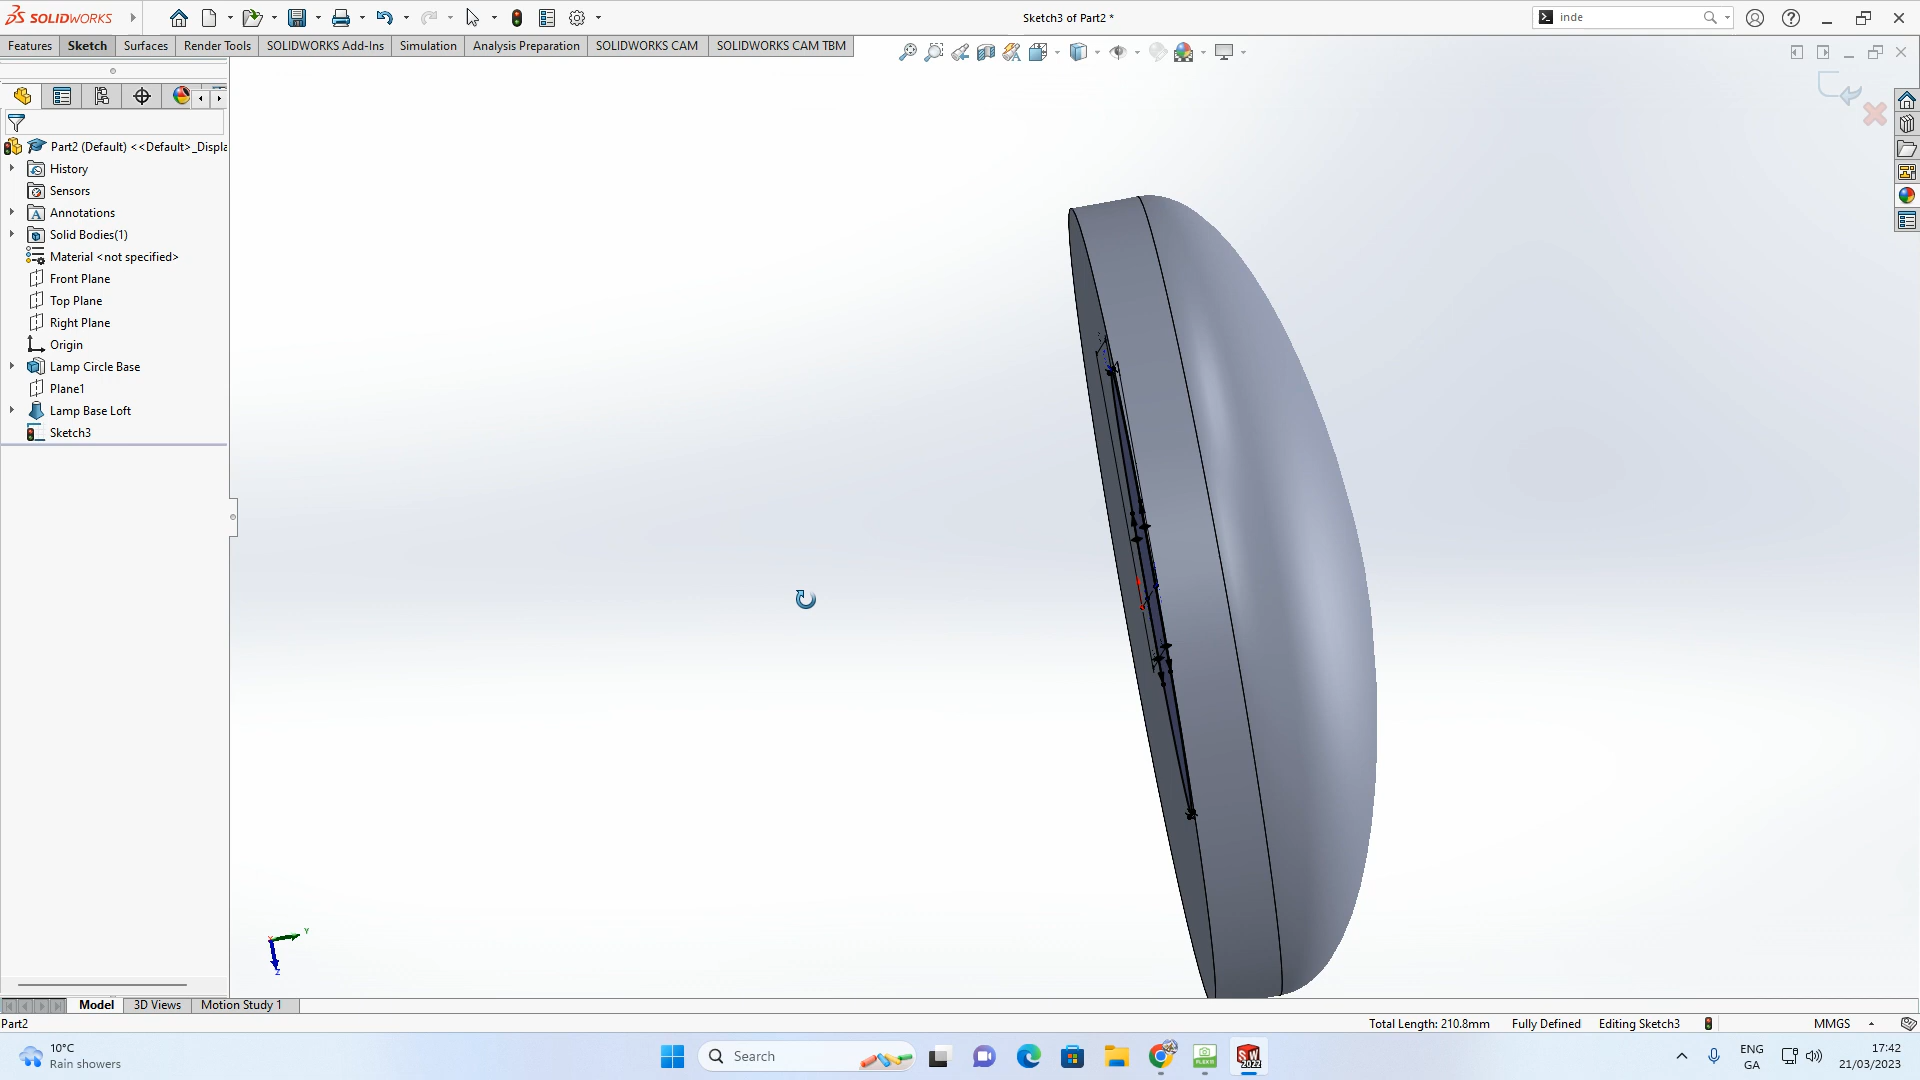 SOLIDWORKS
Sketch3 of Part2 *
inde
Features
Sketch
Surfaces
Render Tools
SOLIDWORKS Add-Ins
Simulation
Analysis Preparation
SOLIDWORKS CAM
SOLIDWORKS CAM TBM
Part2 (Default) <<Default>_Displa
History
Sensors
Annotations
Solid Bodies(1)
Material <not specified>
Front Plane
Top Plane
Right Plane
Origin
Lamp Circle Base
Plane1
Lamp Base Loft
Sketch3
Y
Z
Model
3D Views
Motion Study 1
Part2
Total Length: 210.8mm
Fully Defined
Editing Sketch3
MMGS
10°C
Rain showers
Search
SW
2022
ENG
GA
17:42
21/03/2023